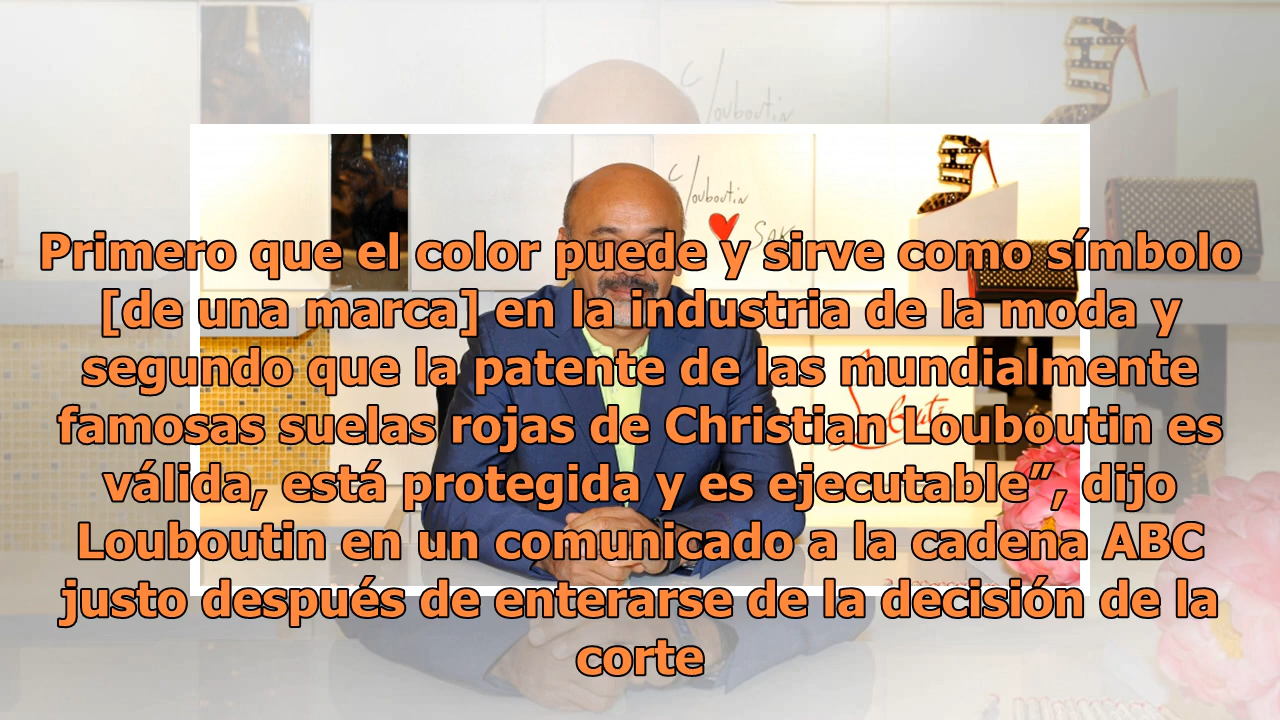 C/ouboutin
C/ouboutin
Primero que el color puede y sirve como símbolo
[de una marca] en la industria de la moda y
segundo que la patente de las mundialmente
famosas suelas rojas de Christian Louboutin es
válida, está protegida y es ejecutable”, dijo
Louboutin en un comunicado a la cadena ABC
justo después de enterarse de la decisión de la
corte